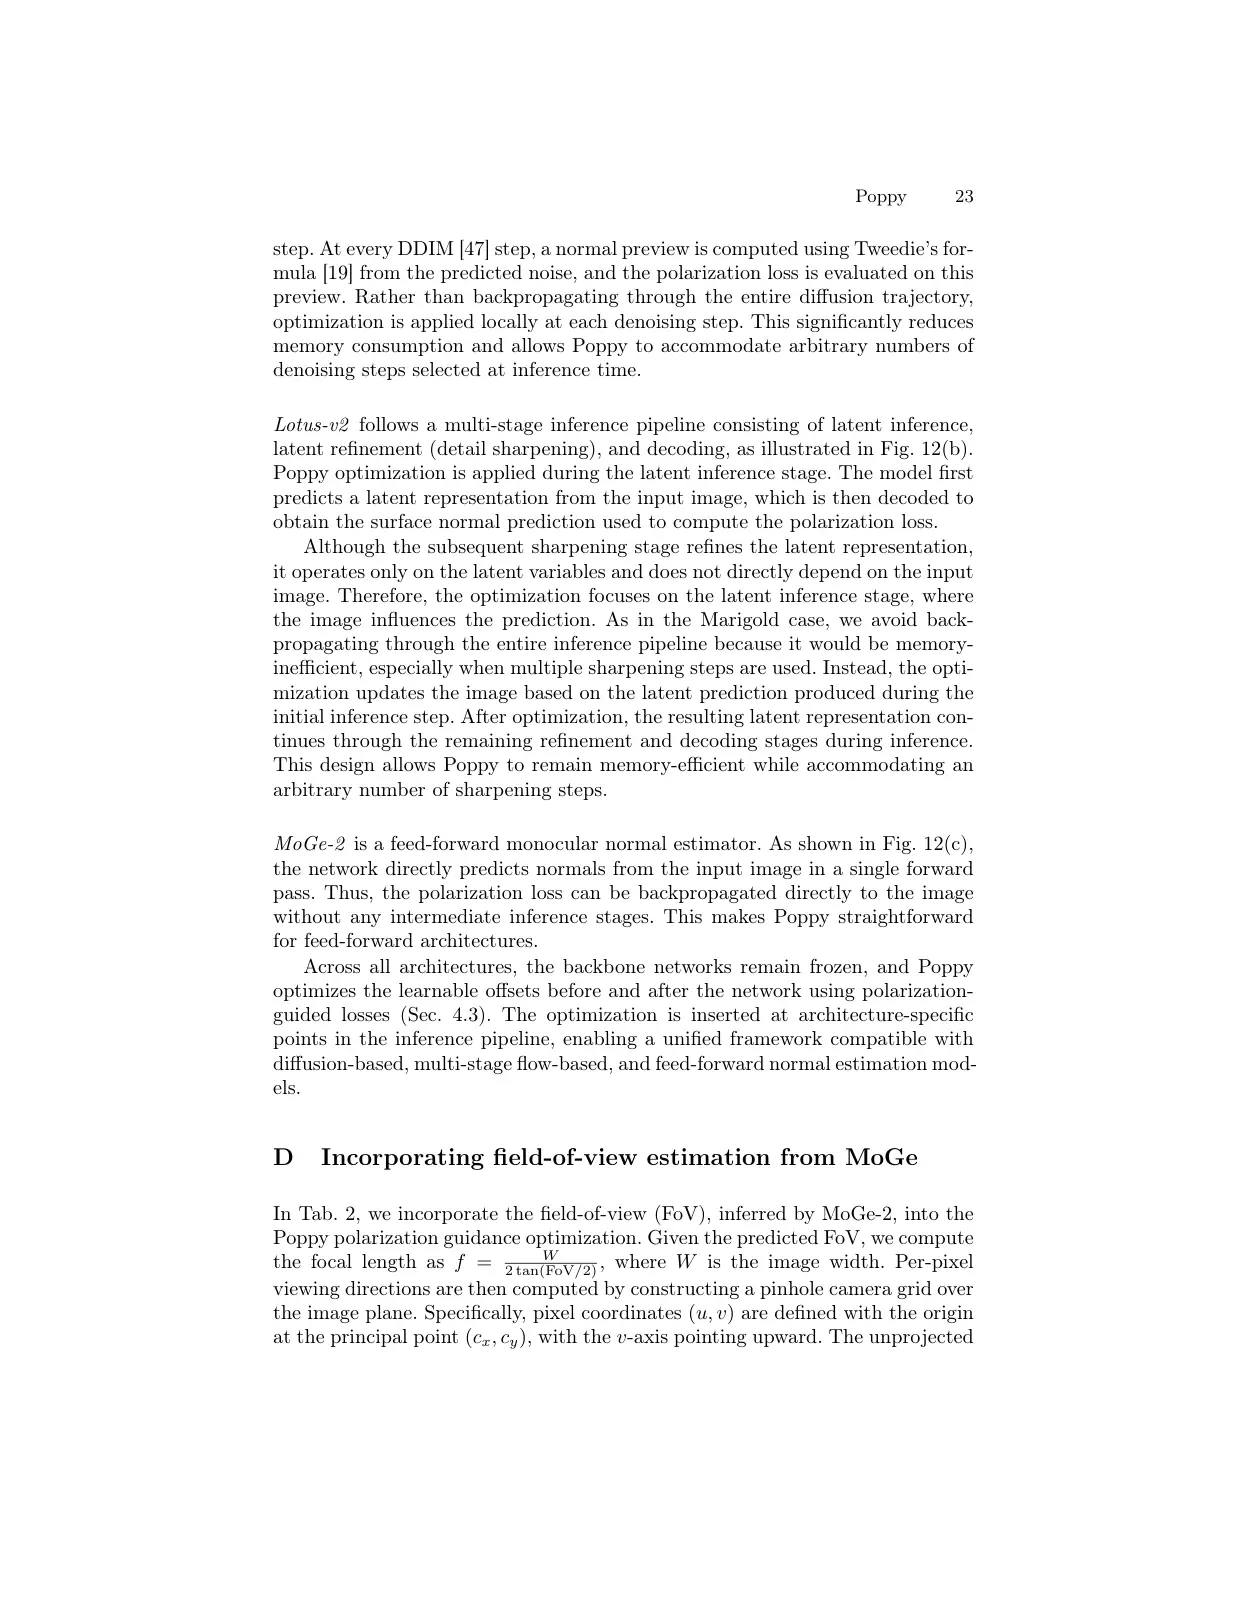 Poppy 23
step. At every DDIM [47] step, a normal preview is computed using Tweedie's for-
mula [19] from the predicted noise, and the polarization loss is evaluated on this
preview. Rather than backpropagating through the entire diffusion trajectory,
optimization is applied locally at each denoising step. This significantly reduces
memory consumption and allows Poppy to accommodate arbitrary numbers of
denoising steps selected at inference time.
Lotus-v2 follows a multi-stage inference pipeline consisting of latent inference,
latent refinement (detail sharpening), and decoding, as illustrated in Fig. 12(b).
Poppy optimization is applied during the latent inference stage. The model first
predicts a latent representation from the input image, which is then decoded to
obtain the surface normal prediction used to compute the polarization loss.
Although the subsequent sharpening stage refines the latent representation,
it operates only on the latent variables and does not directly depend on the input
image. Therefore, the optimization focuses on the latent inference stage, where
the image influences the prediction. As in the Marigold case, we avoid back-
propagating through the entire inference pipeline because it would be memory-
inefficient, especially when multiple sharpening steps are used. Instead, the opti-
mization updates the image based on the latent prediction produced during the
initial inference step. After optimization, the resulting latent representation con-
tinues through the remaining refinement and decoding stages during inference.
This design allows Poppy to remain memory-efficient while accommodating an
arbitrary number of sharpening steps.
MoGe-2 is a feed-forward monocular normal estimator. As shown in Fig. 12(c),
the network directly predicts normals from the input image in a single forward
pass. Thus, the polarization loss can be backpropagated directly to the image
without any intermediate inference stages. This makes Poppy straightforward
for feed-forward architectures.
Across all architectures, the backbone networks remain frozen, and Poppy
optimizes the learnable offsets before and after the network using polarization-
guided losses (Sec. 4.3). The optimization is inserted at architecture-specific
points in the inference pipeline, enabling a unified framework compatible with
diffusion-based, multi-stage flow-based, and feed-forward normal estimation mod-
els.
D Incorporating field-of-view estimation from MoGe
In Tab. 2, we incorporate the field-of-view (FoV), inferred by MoGe-2, into the
Poppy polarization guidance optimization. Given the predicted FoV, we compute
the focal length as f = W / 2 tan(FoV/2), where W is the image width. Per-pixel
viewing directions are then computed by constructing a pinhole camera grid over
the image plane. Specifically, pixel coordinates (u, v) are defined with the origin
at the principal point (cx, cy), with the v-axis pointing upward. The unprojected